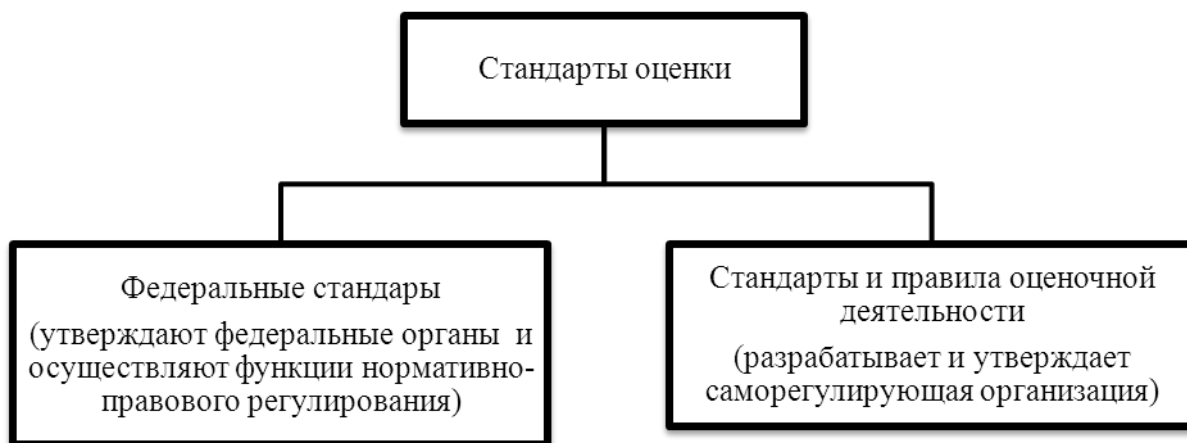 Стандарты оценки
Федеральные стандары
(утверждают федеральные органы и
осуществляют функции нормативно-
правового регулирования)
Стандарты и правила оценочной
деятельности
(разрабатывает и утверждает
саморегулирующая организация)